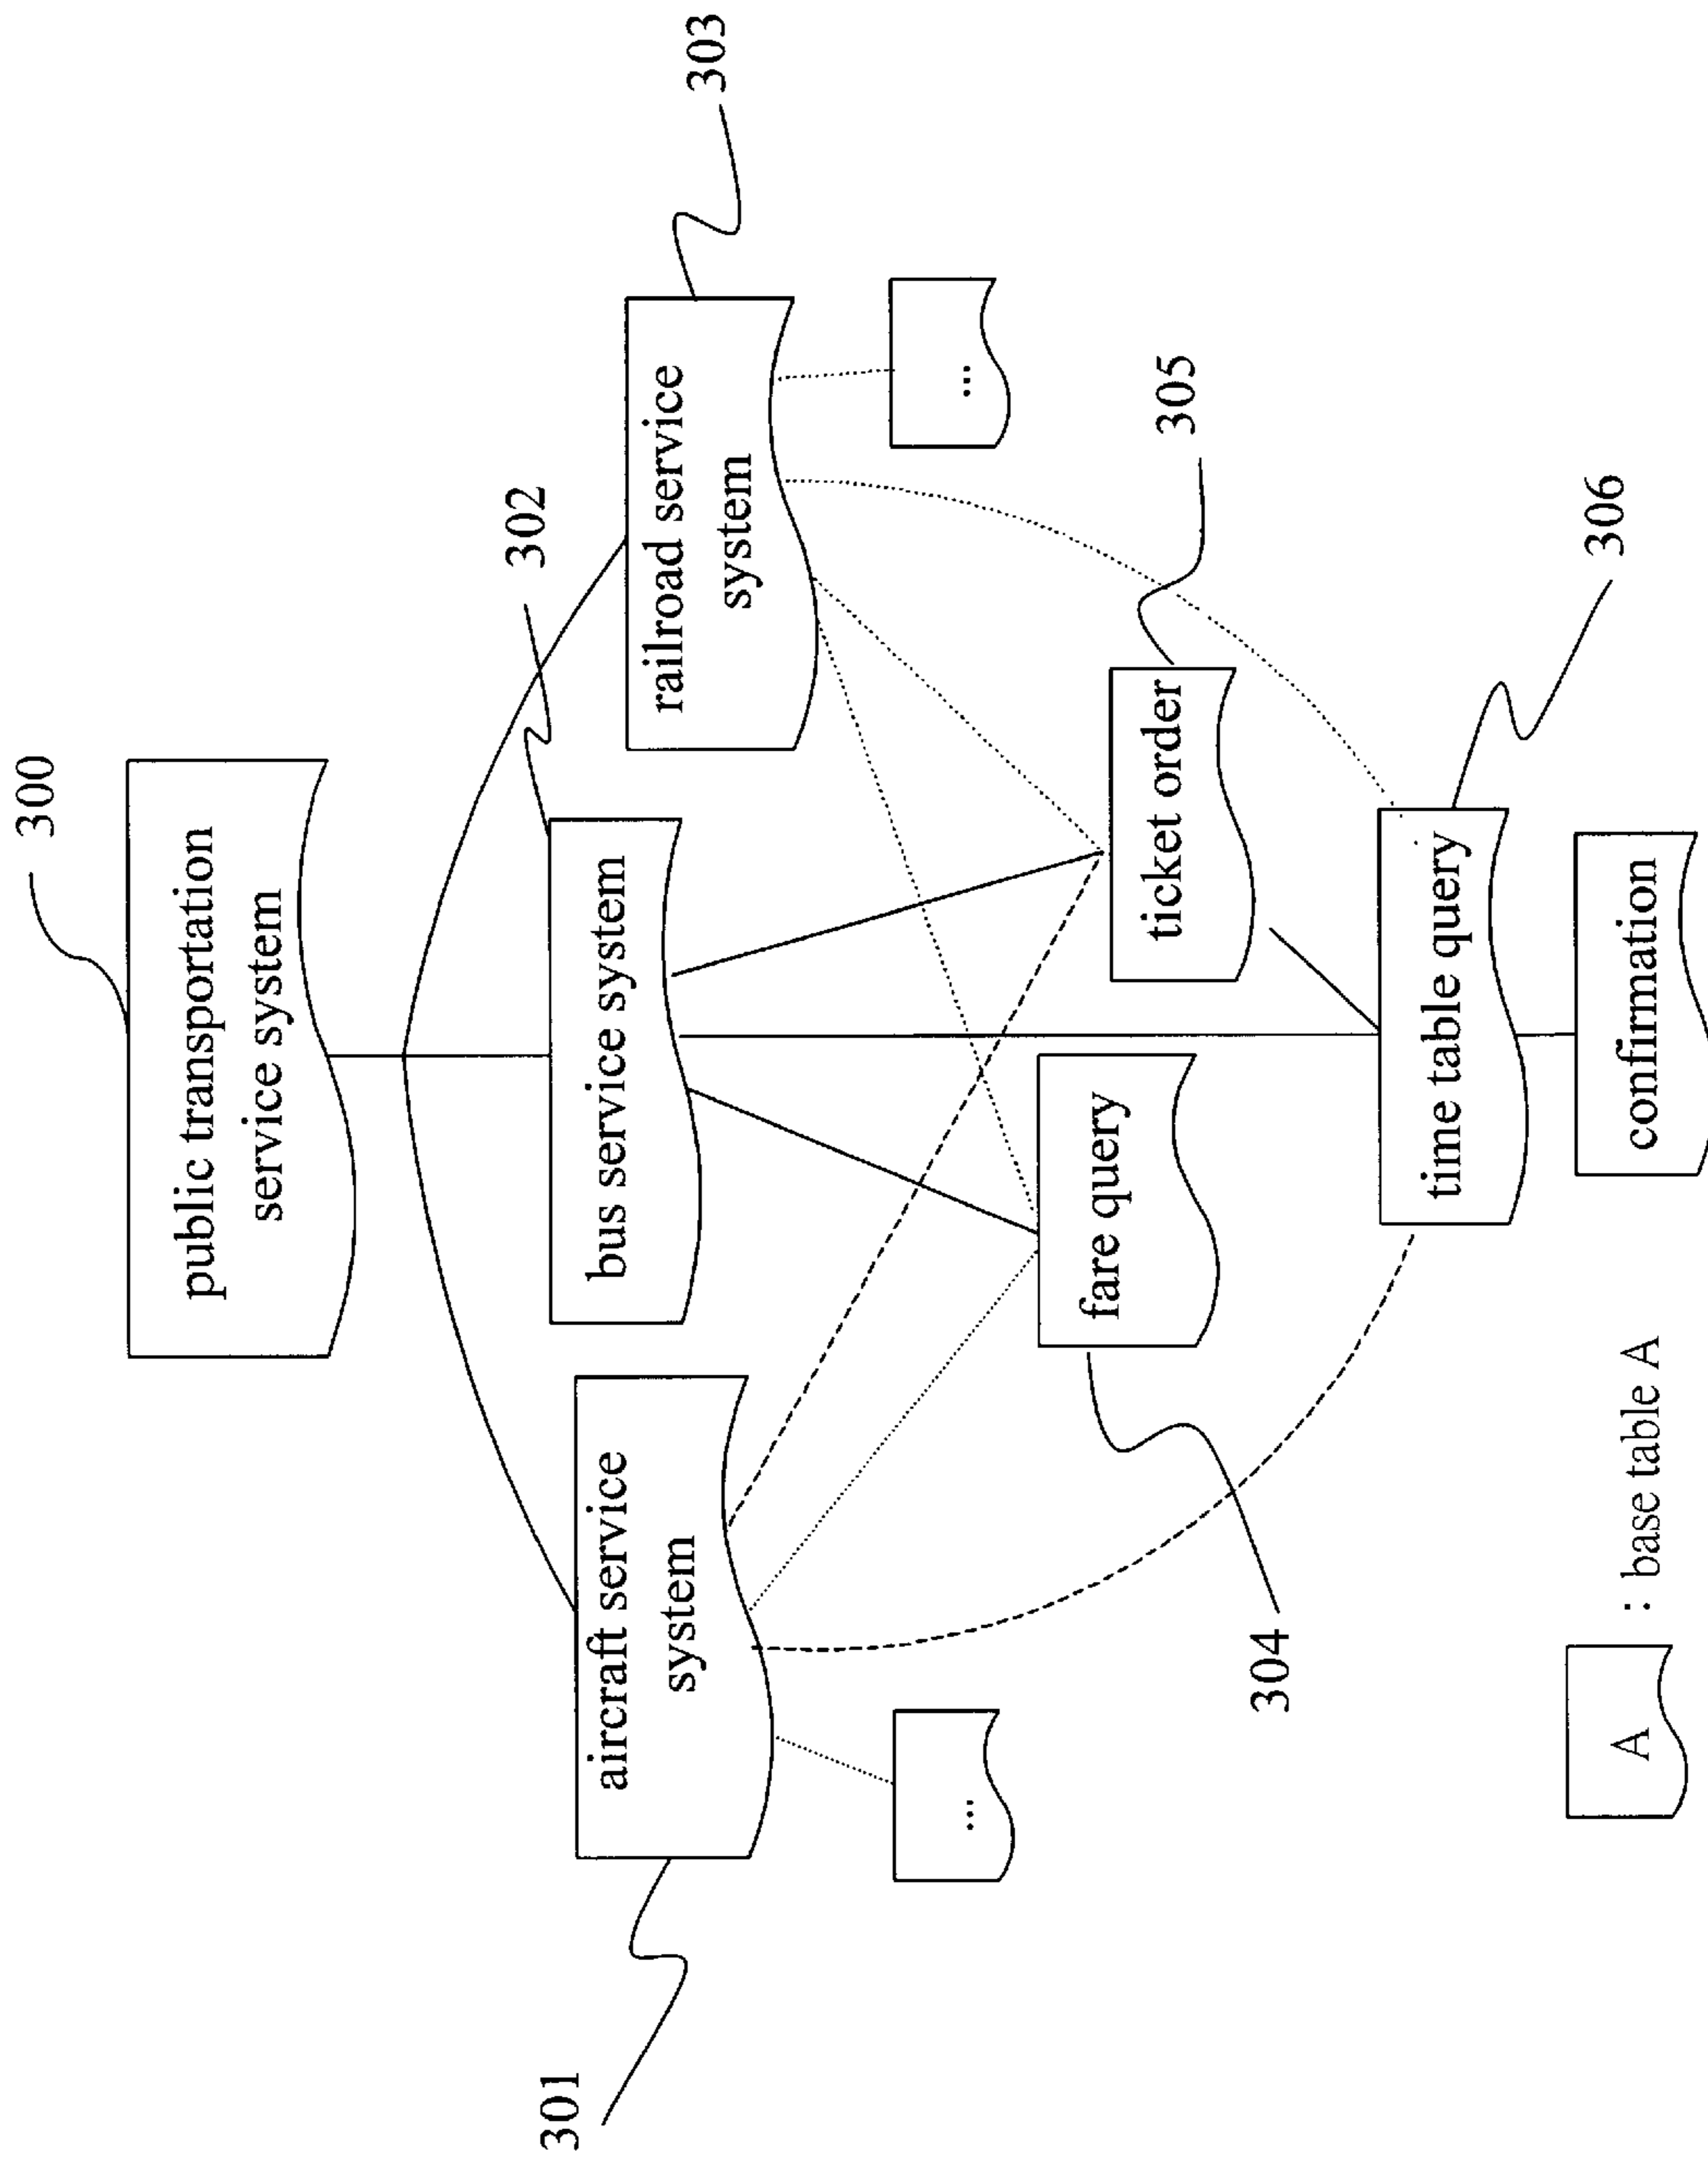 300
public transportation
service system
302
303
301
aircraft service
system
bus service system
railroad service
system
...
...
304
fare query
ticket order
305
time table query
306
confirmation
A
: base table A